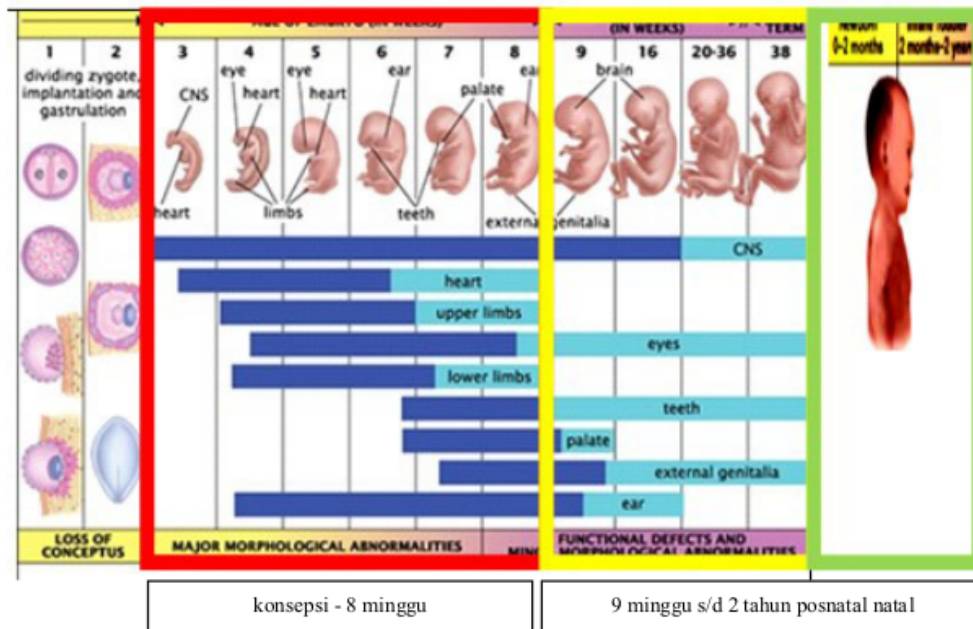 AGE OF EMBRYO (IN WEEKS)
(IN WEEKS)
TERM
newborn
0-2 months
2 months-2 years
1 2 3 4 5 6 7 8 9 16 20-36 38
dividing zygote,
implantation and
gastrulation
CNS
heart
eye
heart
limbs
eye
heart
ear
teeth
palate
ear
external genitalia
brain
CNS
heart
upper limbs
eyes
lower limbs
teeth
palate
external genitalia
ear
LOSS OF
CONCEPTUS
MAJOR MORPHOLOGICAL ABNORMALITIES
FUNCTIONAL DEFECTS AND
MORPHOLOGICAL ABNORMALITIES
konsepsi - 8 minggu
9 minggu s/d 2 tahun posnatal natal